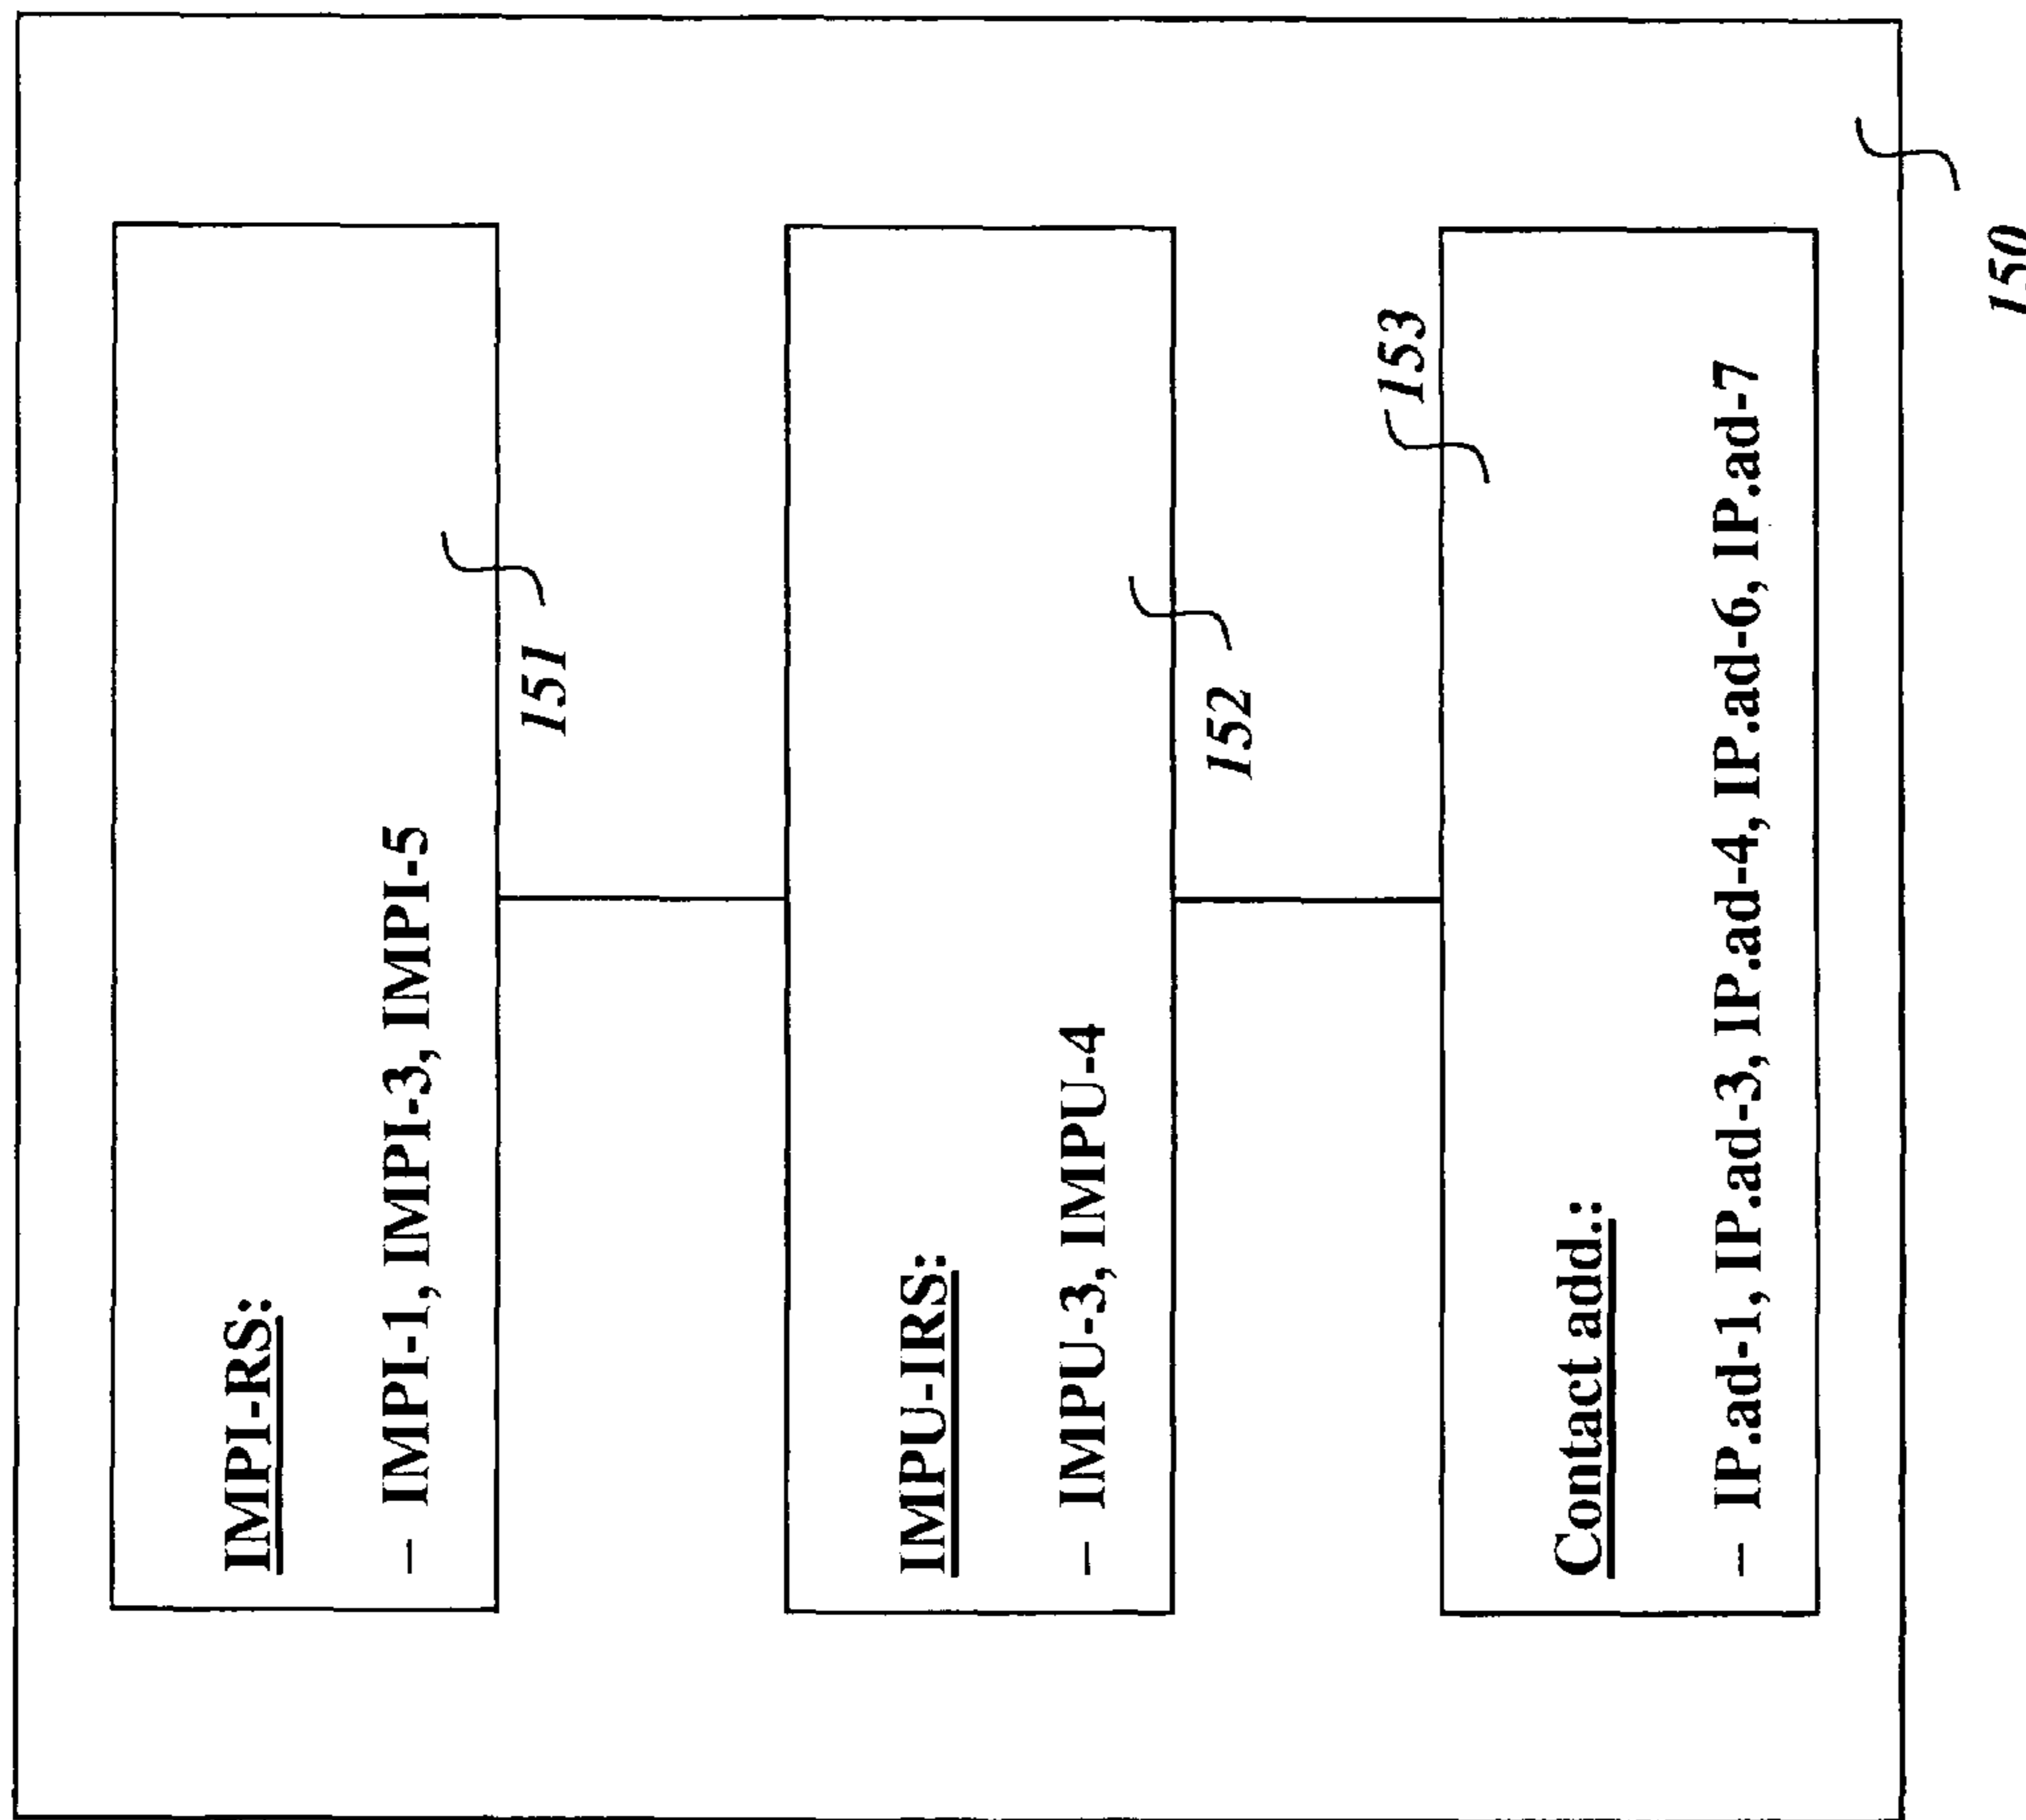 IMPI-RS:
– IMPI-1, IMPI-3, IMPI-5
151
IMPU-IRS:
– IMPU-3, IMPU-4
152
153
Contact add.:
– IP.ad-1, IP.ad-3, IP.ad-4, IP.ad-6, IP.ad-7
150